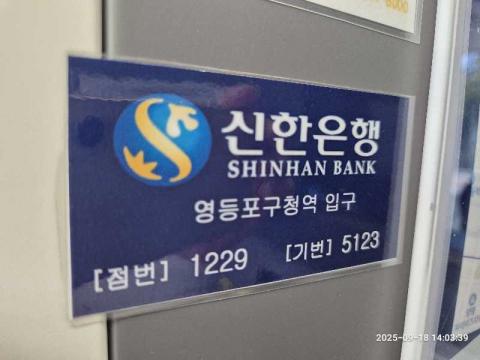 8000
신한은행
SHINHAN BANK
영등포구청역 입구
[점번] 1229 [기번] 5123
2025-09-18 14:03:39